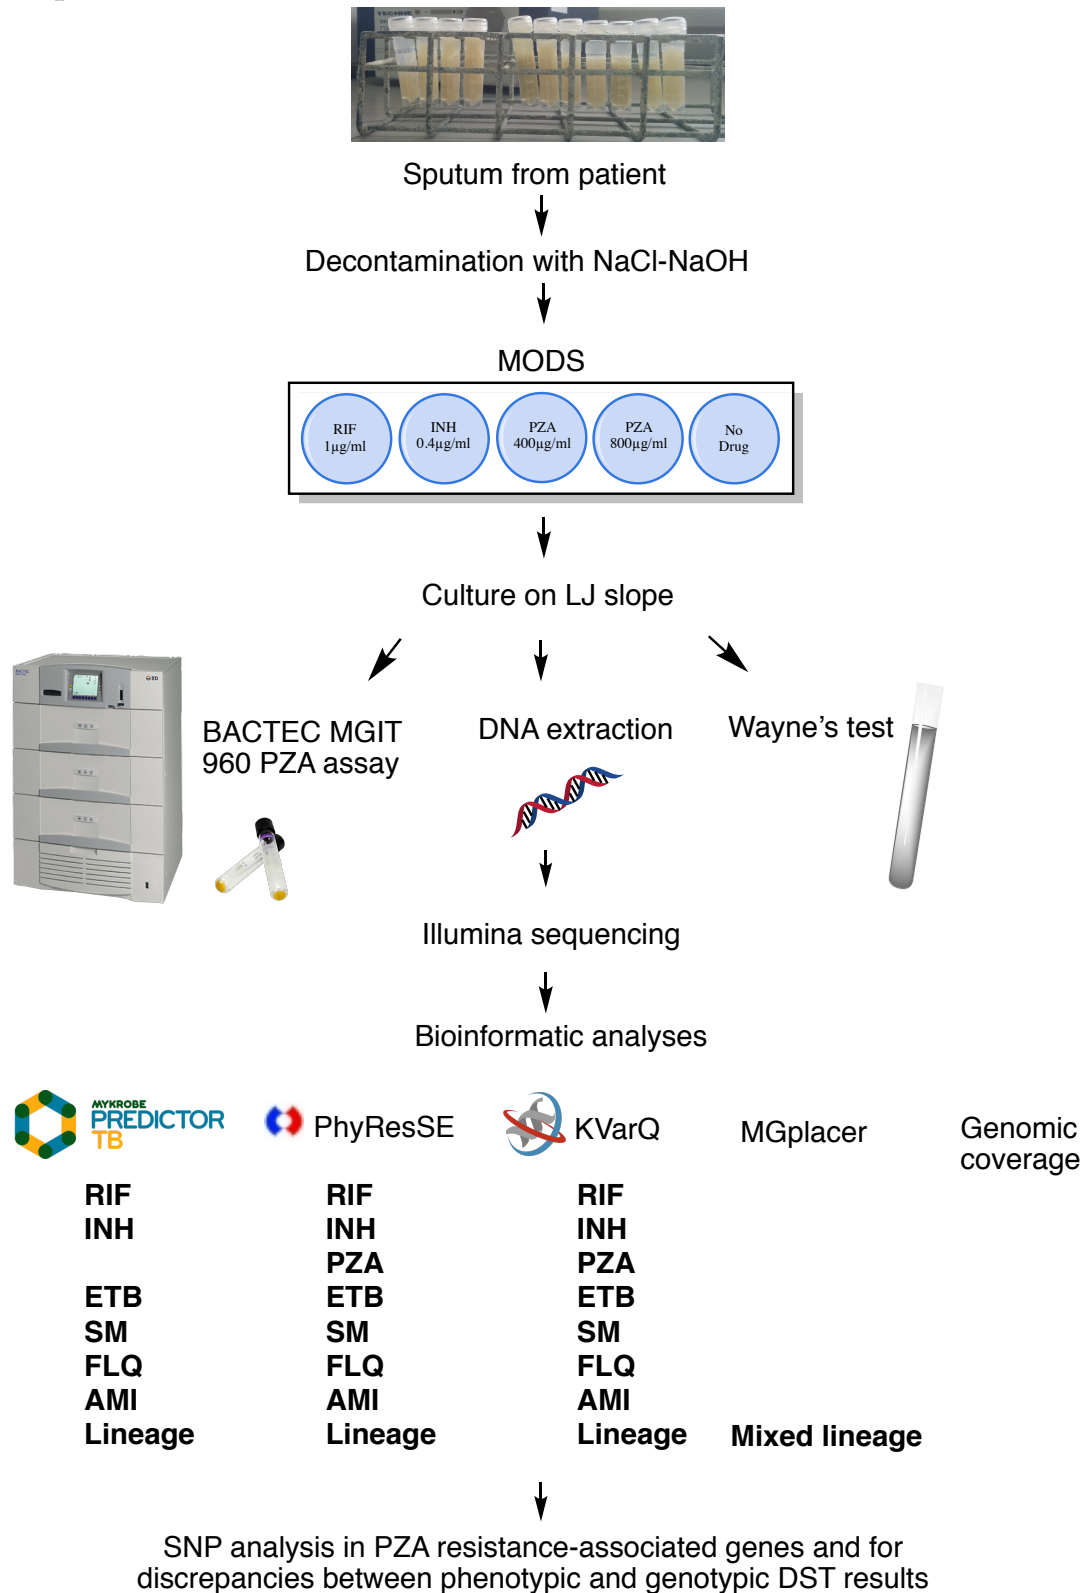 Sputum from patient
Decontamination with NaCl-NaOH
MODS
RIF
1µg/ml
INH
0.4µg/ml
PZA
400µg/ml
PZA
800µg/ml
No
Drug
Culture on LJ slope
BACTEC MGIT
960 PZA assay
DNA extraction
Wayne's test
Illumina sequencing
Bioinformatic analyses
MYKROBE
PREDICTOR
TB
PhyResSE
KVarQ
MGplacer
Genomic
coverage
RIF
INH
ETB
SM
FLQ
AMI
Lineage
RIF
INH
PZA
ETB
SM
FLQ
AMI
Lineage
RIF
INH
PZA
ETB
SM
FLQ
AMI
Lineage
Mixed lineage
SNP analysis in PZA resistance-associated genes and for
discrepancies between phenotypic and genotypic DST results